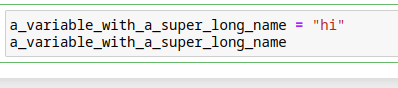 a_variable_with_a_super_long_name = "hi"
a_variable_with_a_super_long_name